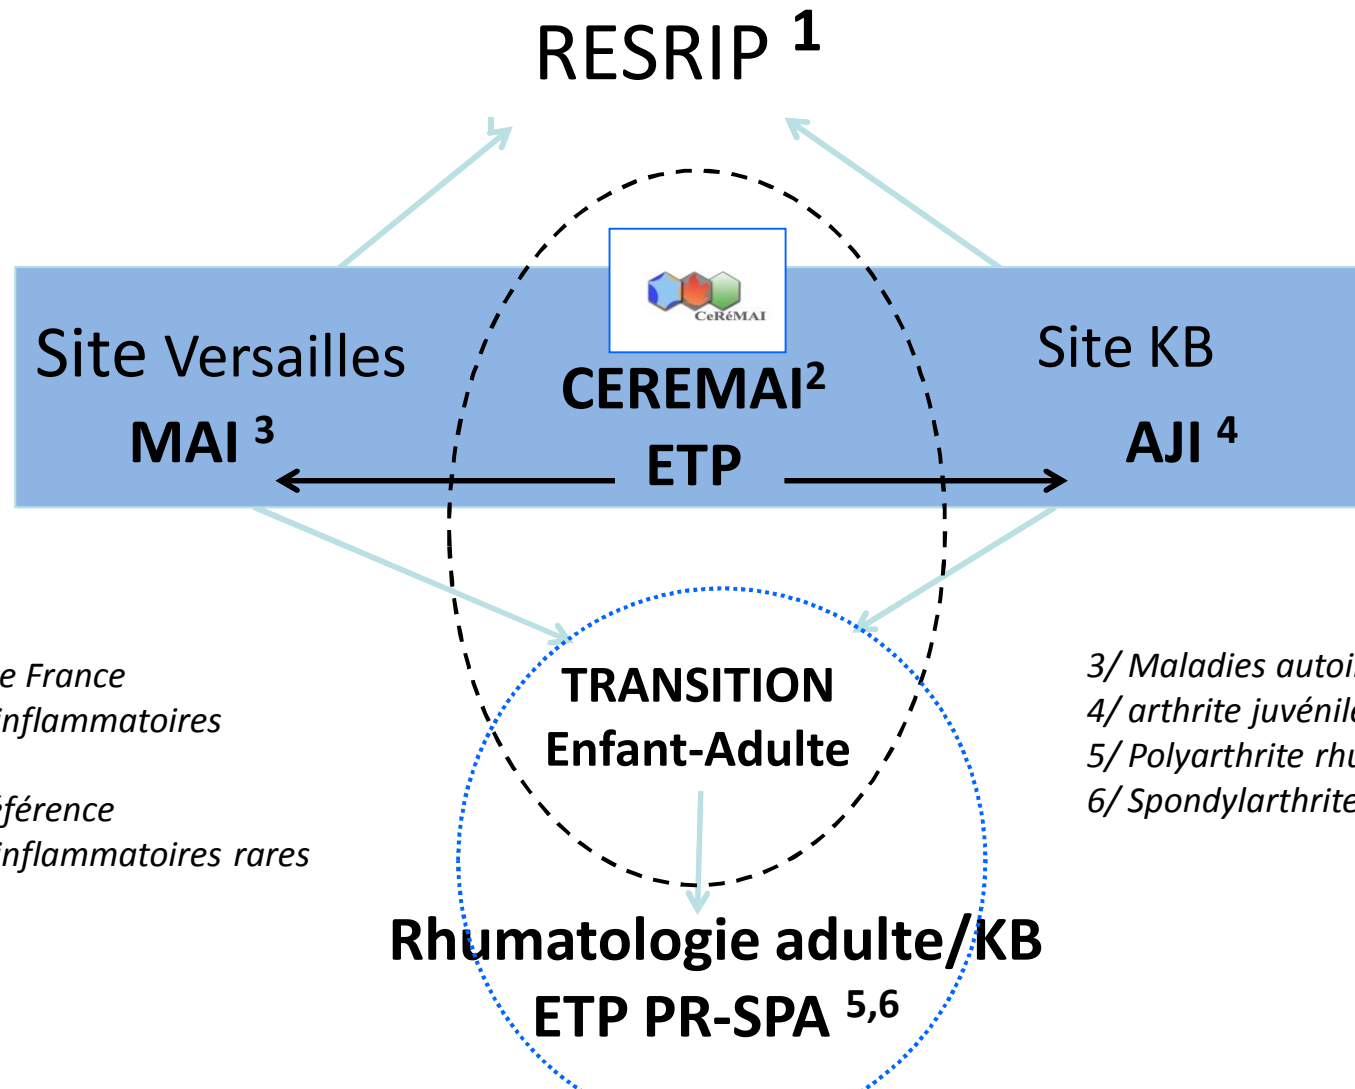 RESRIP 1
CeRéMAI
Site Versailles
MAI 3
CEREMAI2
ETP
Site KB
AJI 4
TRANSITION
Enfant-Adulte
e France
inflammatoires
éférence
inflammatoires rares
3/ Maladies autoi
4/ arthrite juvénile
5/ Polyarthrite rhu
6/ Spondylarthrite
Rhumatologie adulte/KB
ETP PR-SPA 5,6